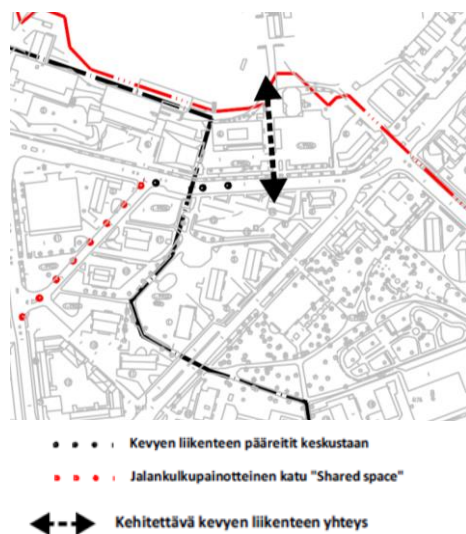 Kevyen liikenteen pääreitit keskustaan
Jalankulkupainotteinen katu "Shared space"
Kehitettävä kevyen liikenteen yhteys